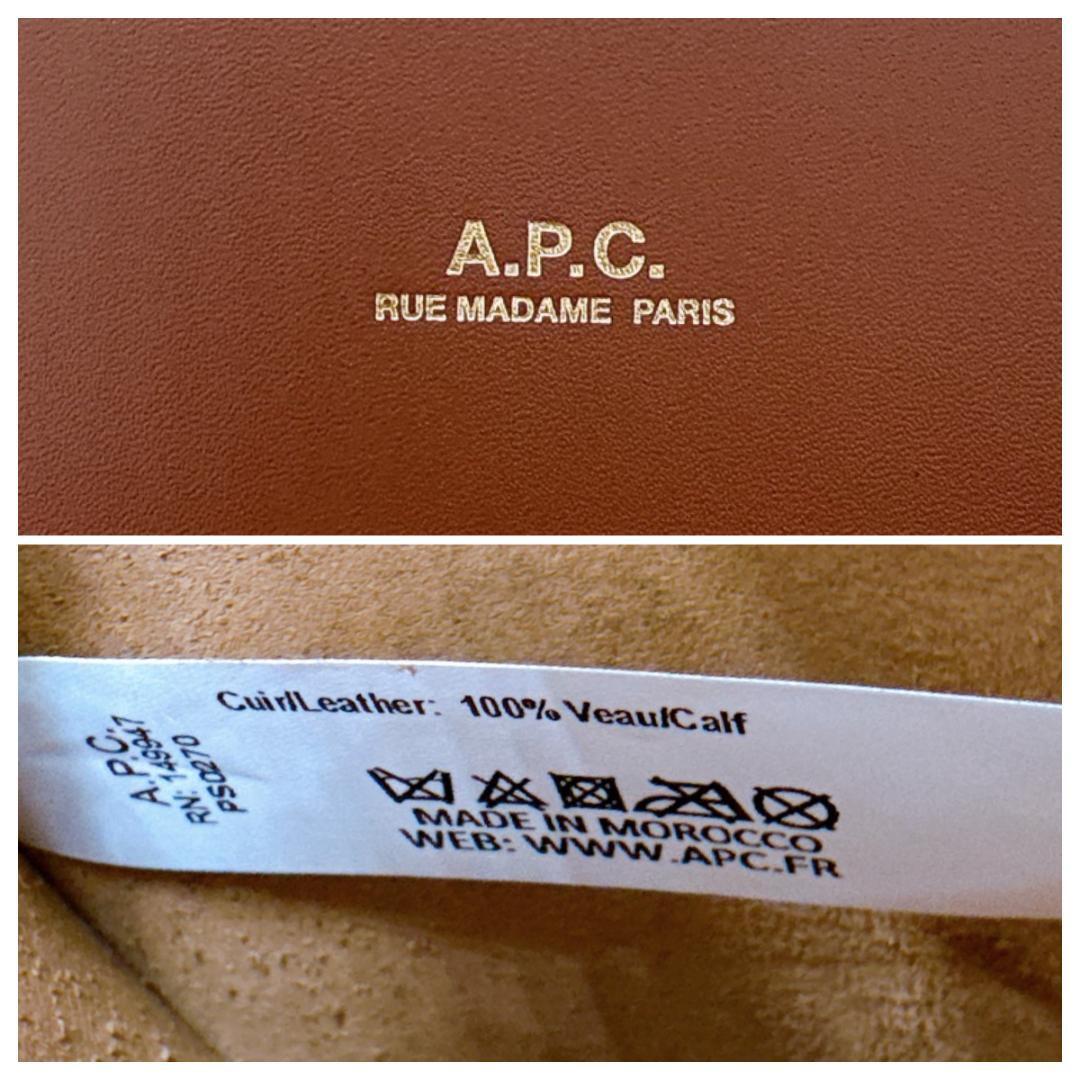 A.P.C.
RUE MADAME PARIS
Cuir/Leather: 100% Veau/Calf
A.P.C.
RN: 149947
PS0270
MADE IN MOROCCO
WEB: WWW.APC.FR